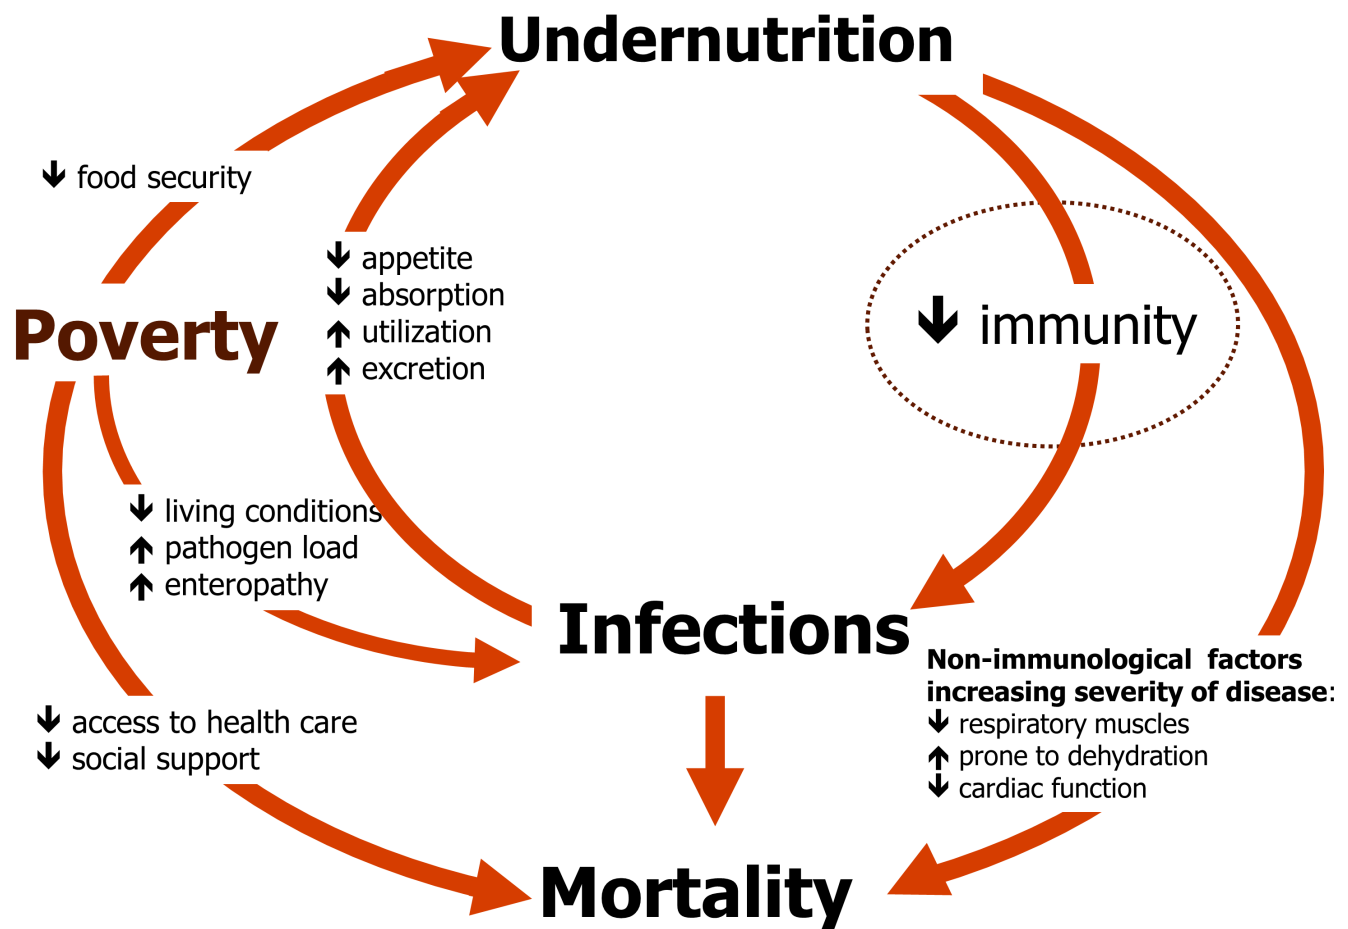 Undernutrition
↓ food security
↓ appetite
↓ absorption
↑ utilization
↑ excretion
Poverty
↓ immunity
↓ living conditions
↑ pathogen load
↑ enteropathy
Infections
Non-immunological factors
increasing severity of disease:
↓ respiratory muscles
↑ prone to dehydration
↓ cardiac function
↓ access to health care
↓ social support
Mortality